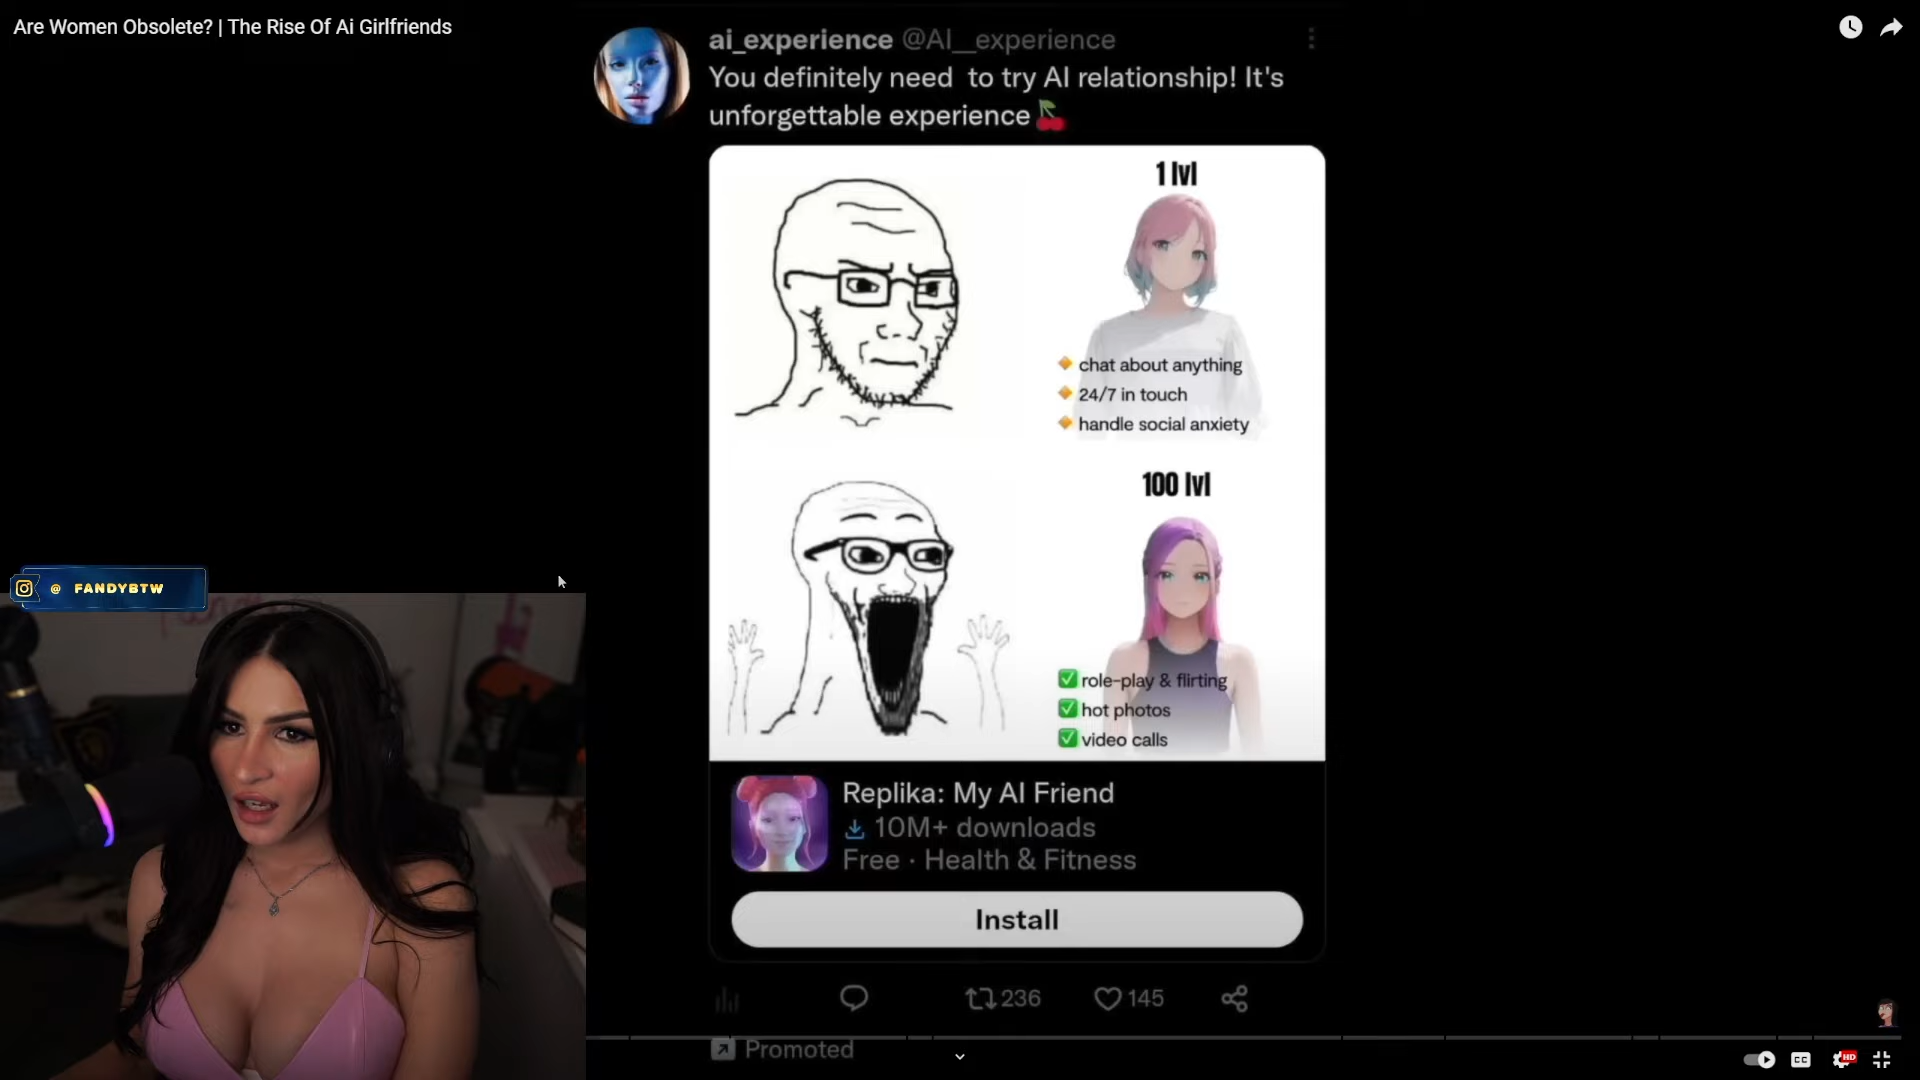 Are Women Obsolete? | The Rise Of Ai Girlfriends
ai_experience @AI__experience
You definitely need  to try AI relationship! It's
unforgettable experience🍒
1 lvl
🔸 chat about anything
🔸 24/7 in touch
🔸 handle social anxiety
100 lvl
✅ role-play & flirting
✅ hot photos
✅ video calls
Replika: My AI Friend
10M+ downloads
Free · Health & Fitness
Install
236
145
Promoted
@ FANDYBTW
CC
HD